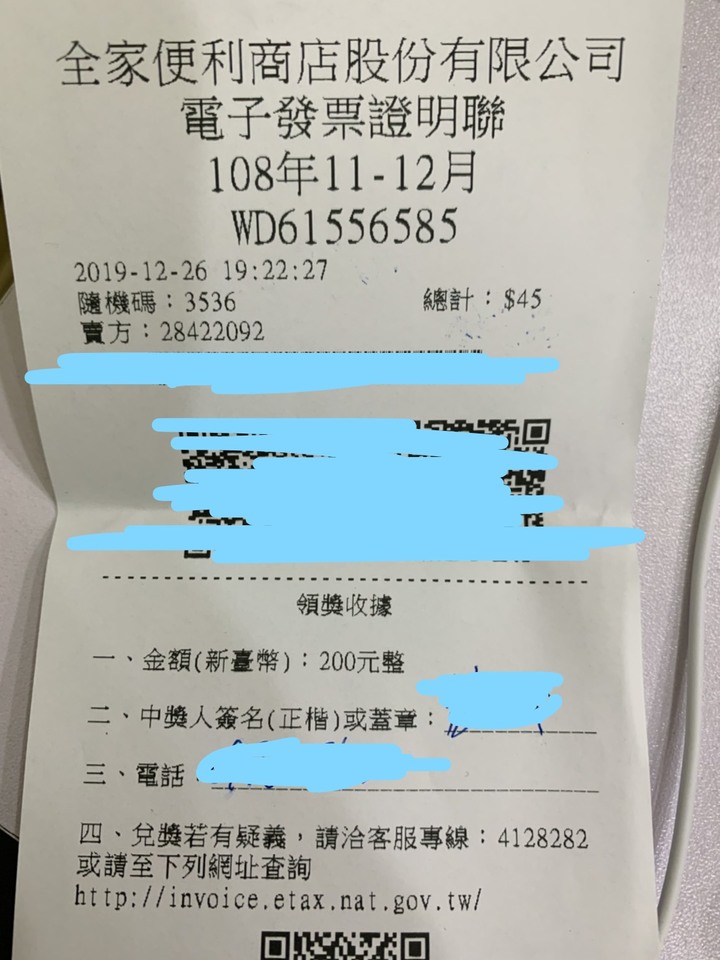 全家便利商店股份有限公司
電子發票證明聯
108年11-12月
WD61556585
2019-12-26 19:22:27
隨機碼：3536 總計：$45
賣方：28422092
領獎收據
一、金額(新臺幣)：200元整
二、中獎人簽名(正楷)或蓋章：
三、電話
四、兌獎若有疑義，請洽客服專線：4128282
或請至下列網址查詢
http://invoice.etax.nat.gov.tw/